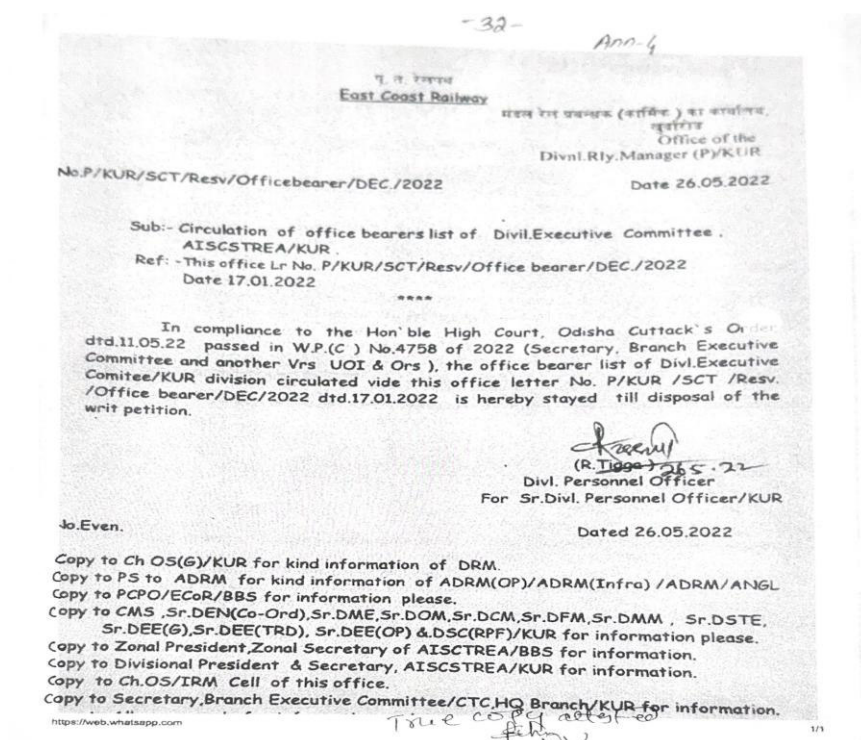 -32-
Ann-4
East Coast Railway
मंडल रेल प्रबन्धक (कार्मिक ) का कार्यालय,
Office of the
Divnl.Rly.Manager (P)/KUR
No.P/KUR/SCT/Resv/Officebearer/DEC./2022
Date 26.05.2022
Sub:- Circulation of office bearers list of Divil.Executive Committee .
AISCSTREA/KUR .
Ref: -This office Lr No. P/KUR/SCT/Resv/Office bearer/DEC./2022
Date 17.01.2022
****
In compliance to the Hon`ble High Court, Odisha Cuttack`s Order
dtd.11.05.22 passed in W.P.(C ) No.4758 of 2022 (Secretary, Branch Executive
Committee and another Vrs UOI & Ors ), the office bearer list of Divl.Executive
Comitee/KUR division circulated vide this office letter No. P/KUR /SCT /Resv.
/Office bearer/DEC/2022 dtd.17.01.2022 is hereby stayed till disposal of the
writ petition.
(R.Tigga)
26.5.22
Divl. Personnel Officer
For Sr.Divl. Personnel Officer/KUR
No.Even.
Dated 26.05.2022
Copy to Ch OS(G)/KUR for kind information of DRM.
Copy to PS to ADRM for kind information of ADRM(OP)/ADRM(Infra) /ADRM/ANGL
Copy to PCPO/ECoR/BBS for information please.
Copy to CMS ,Sr.DEN(Co-Ord),Sr.DME,Sr.DOM,Sr.DCM,Sr.DFM,Sr.DMM , Sr.DSTE,
Sr.DEE(G),Sr.DEE(TRD), Sr.DEE(OP) &.DSC(RPF)/KUR for information please.
Copy to Zonal President,Zonal Secretary of AISCTREA/BBS for information.
Copy to Divisional President & Secretary, AISCSTREA/KUR for information.
Copy to Ch.OS/IRM Cell of this office.
Copy to Secretary,Branch Executive Committee/CTC,HQ Branch/KUR for information.
https://web.whatsapp.com
True copy attested
1/1